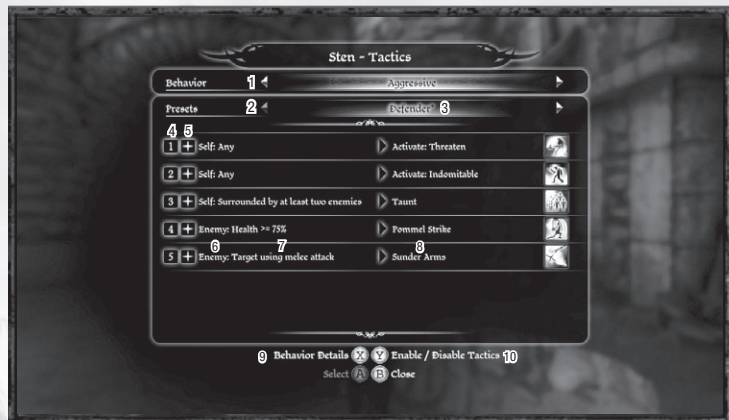 Sten - Tactics
Behavior 1 Aggressive
Presets 2 Defender* 3
4 5
1 Self: Any Activate: Threaten
2 Self: Any Activate: Indomitable
3 Self: Surrounded by at least two enemies Taunt
4 Enemy: Health >= 75% Pommel Strike
6 7 8
5 Enemy: Target using melee attack Sunder Arms
9 Behavior Details X Y Enable / Disable Tactics 10
Select A B Close